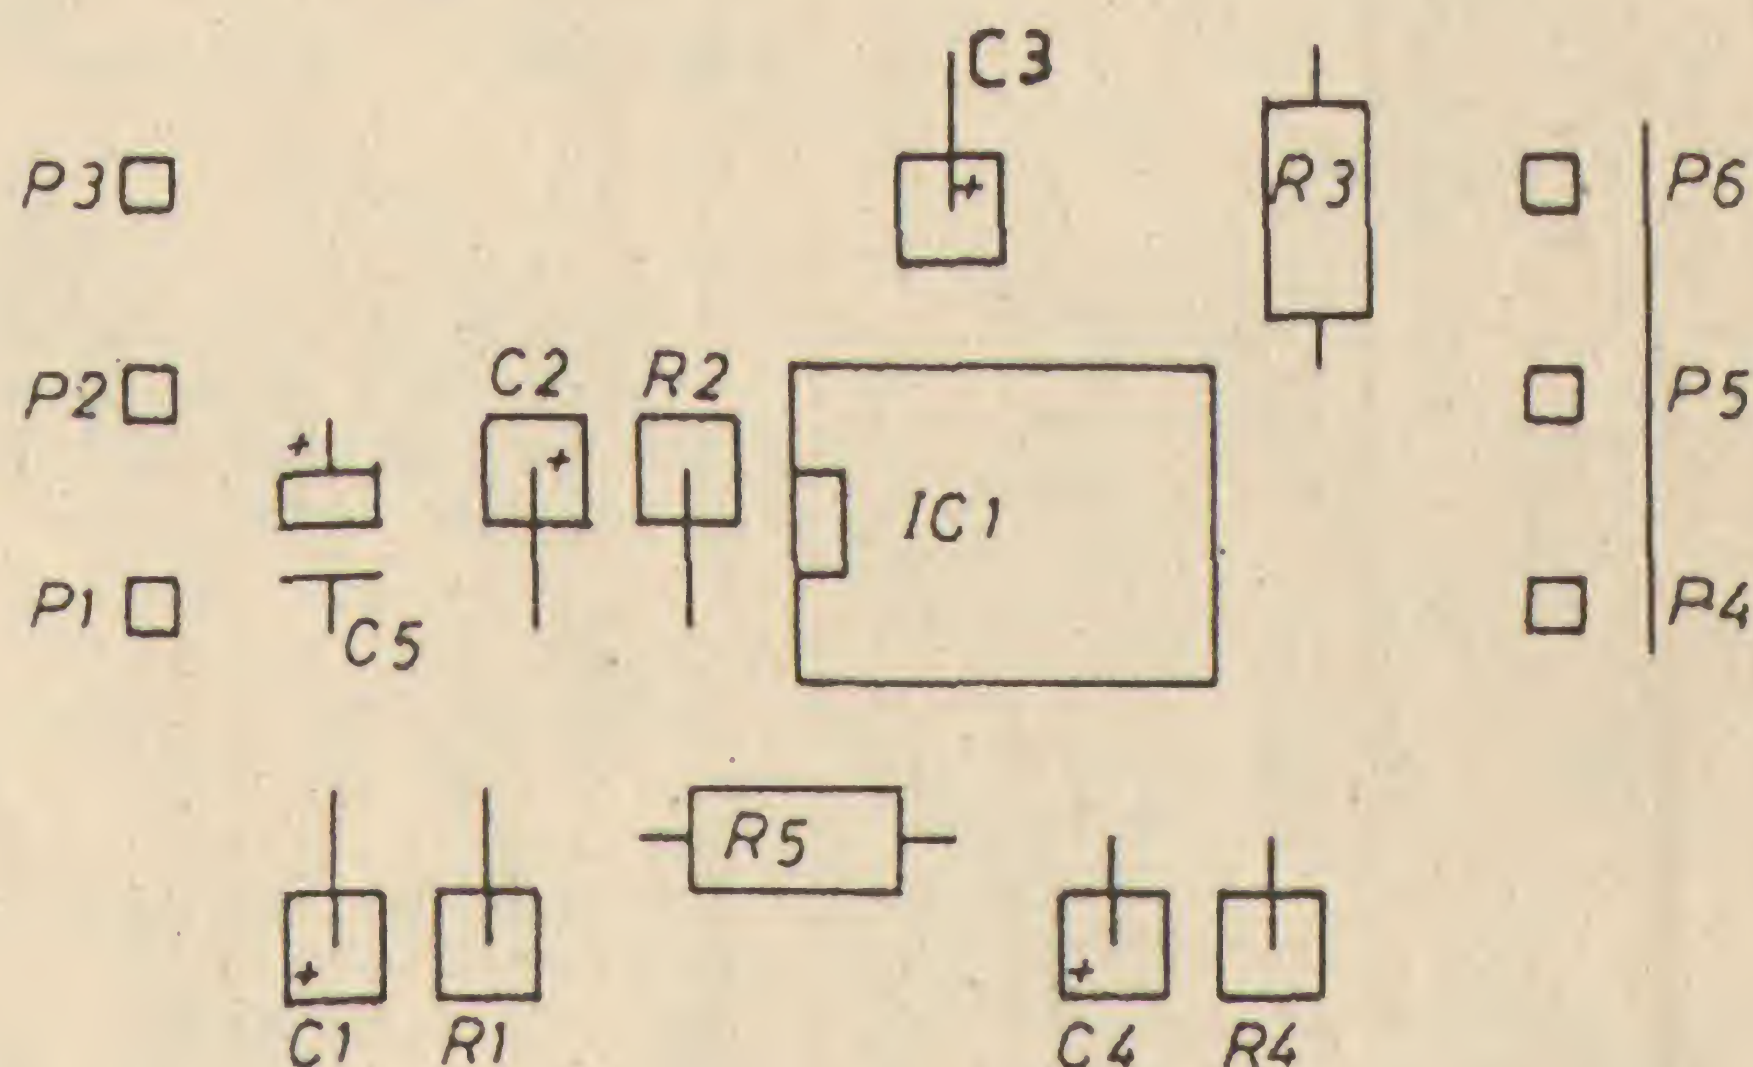 C3
P3 + R3 P6
C2 R2
P2 P5
+ +
IC1
P1 P4
C5
R5
+ +
C1 R1 C4 R4